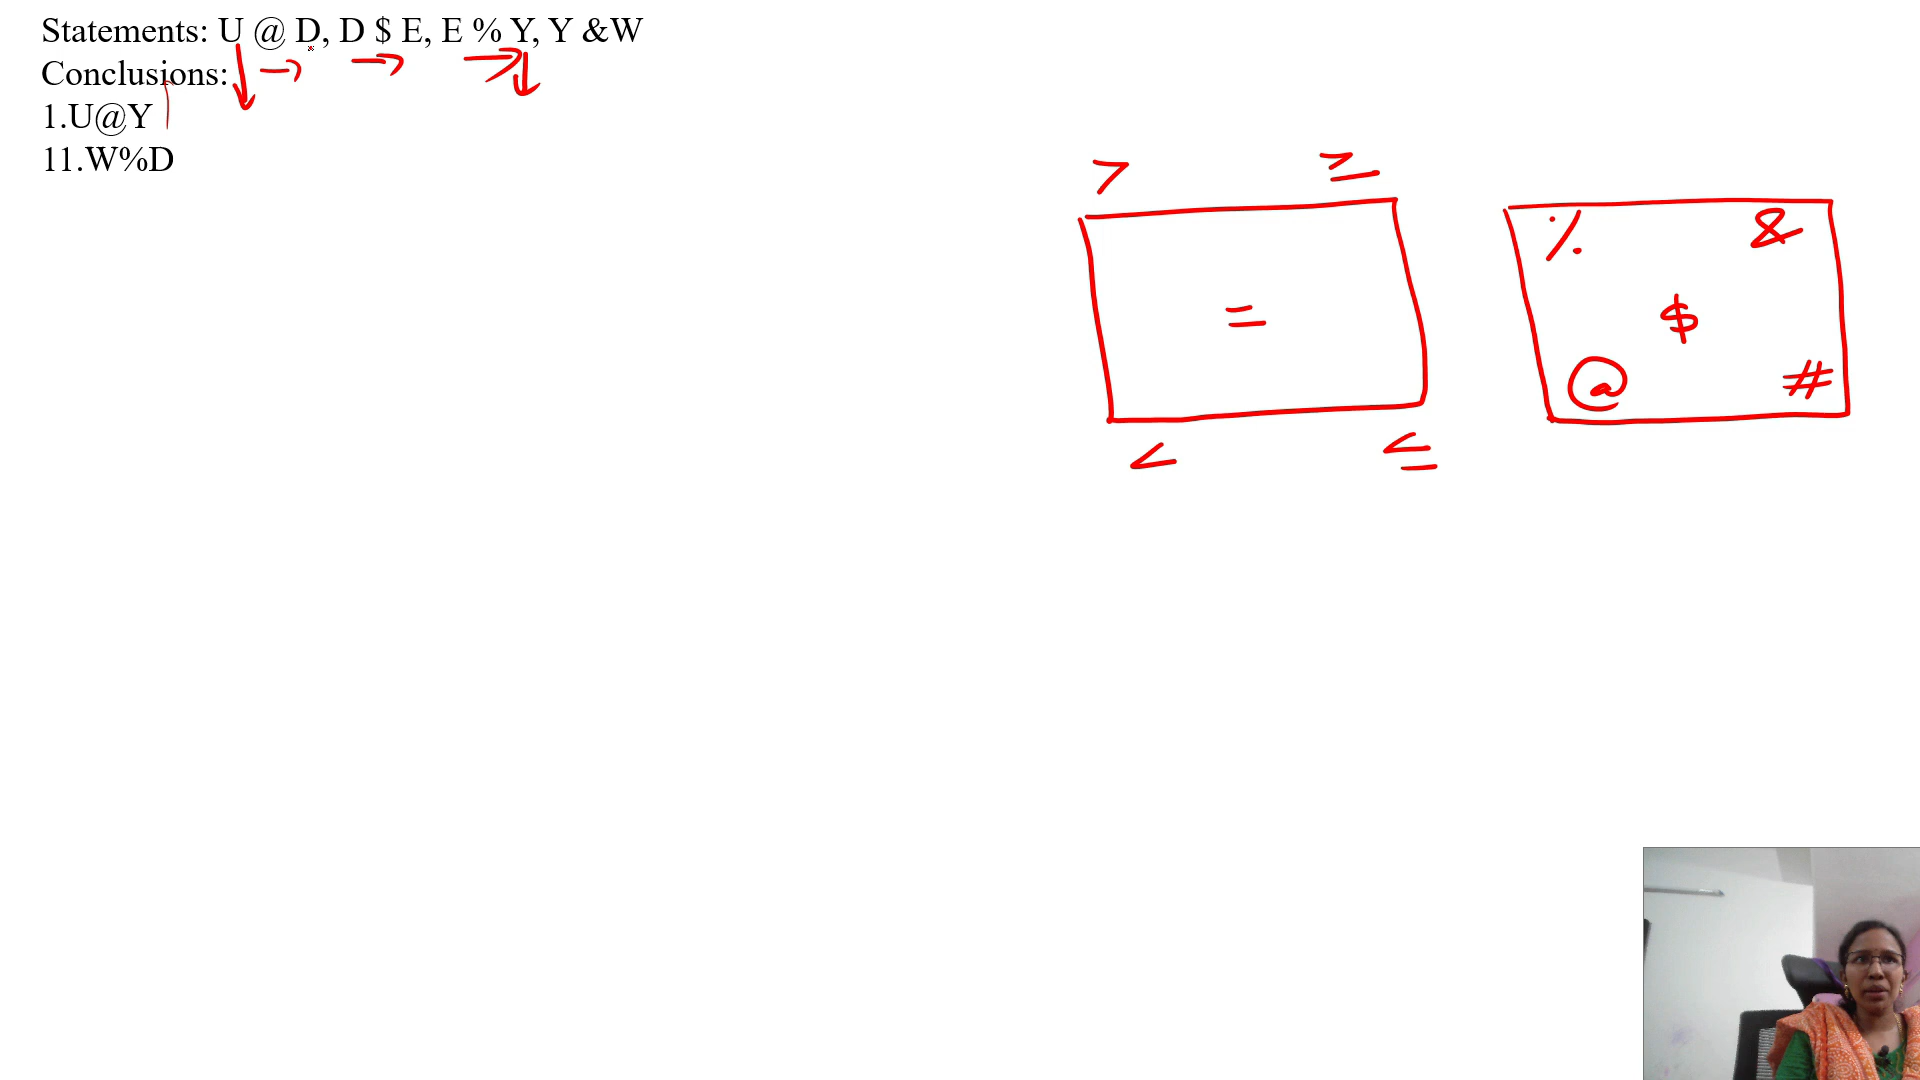 Statements: U @ D, D $ E, E % Y, Y &W
Conclusions:
1.U@Y
11.W%D
> ≥
=
< ≤
% &
$
@ #